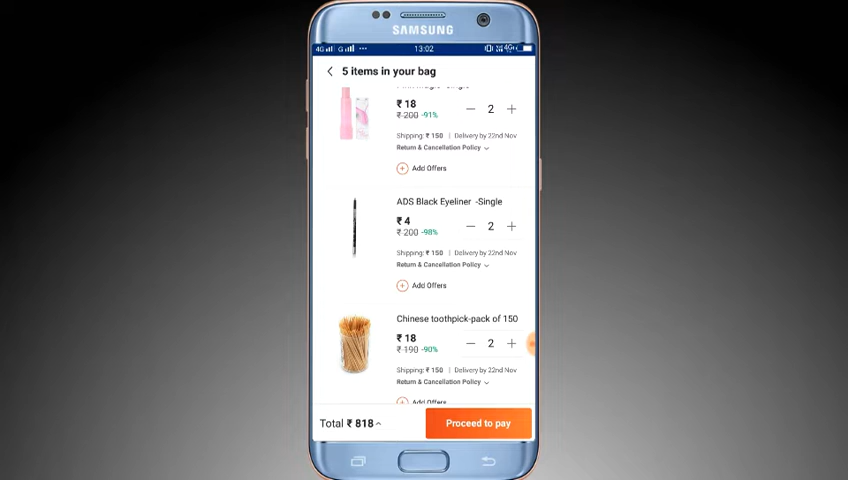 SAMSUNG
4G G ... 13:02 4G+
5 items in your bag
₹ 18
₹ 200 -91% 2
Shipping: ₹ 150 | Delivery by 22nd Nov
Return & Cancellation Policy
Add Offers
ADS Black Eyeliner -Single
₹ 4
₹ 200 -98% 2
Shipping: ₹ 150 | Delivery by 22nd Nov
Return & Cancellation Policy
Add Offers
Chinese toothpick-pack of 150
₹ 18
₹ 190 -90% 2
Shipping: ₹ 150 | Delivery by 22nd Nov
Return & Cancellation Policy
Add Offers
Total ₹ 818 Proceed to pay